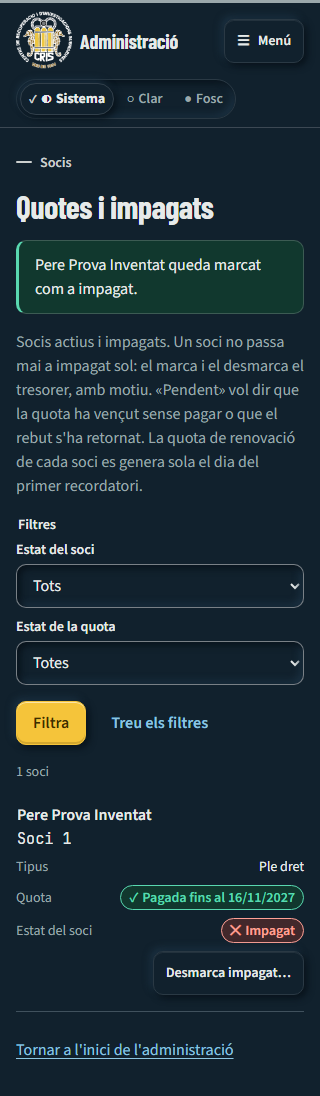 CRIS
Administració
☰ Menú
✓ ◐ Sistema ○ Clar ● Fosc
— Socis
Quotes i impagats
Pere Prova Inventat queda marcat
com a impagat.
Socis actius i impagats. Un soci no passa
mai a impagat sol: el marca i el desmarca el
tresorer, amb motiu. «Pendent» vol dir que
la quota ha vençut sense pagar o que el
rebut s'ha retornat. La quota de renovació
de cada soci es genera sola el dia del
primer recordatori.
Filtres
Estat del soci
Tots
Estat de la quota
Totes
Filtra Treu els filtres
1 soci
Pere Prova Inventat
Soci 1
Tipus Ple dret
Quota ✓ Pagada fins al 16/11/2027
Estat del soci ✕ Impagat
Desmarca impagat…
Tornar a l'inici de l'administració